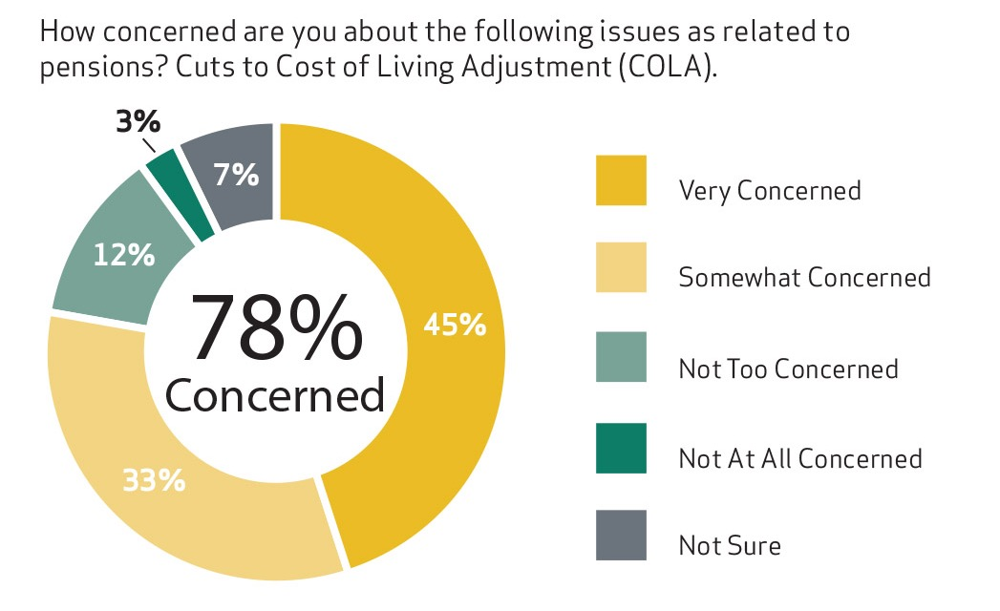 How concerned are you about the following issues as related to
pensions? Cuts to Cost of Living Adjustment (COLA).
3%
7%
12%
45%
33%
78%
Concerned
Very Concerned
Somewhat Concerned
Not Too Concerned
Not At All Concerned
Not Sure